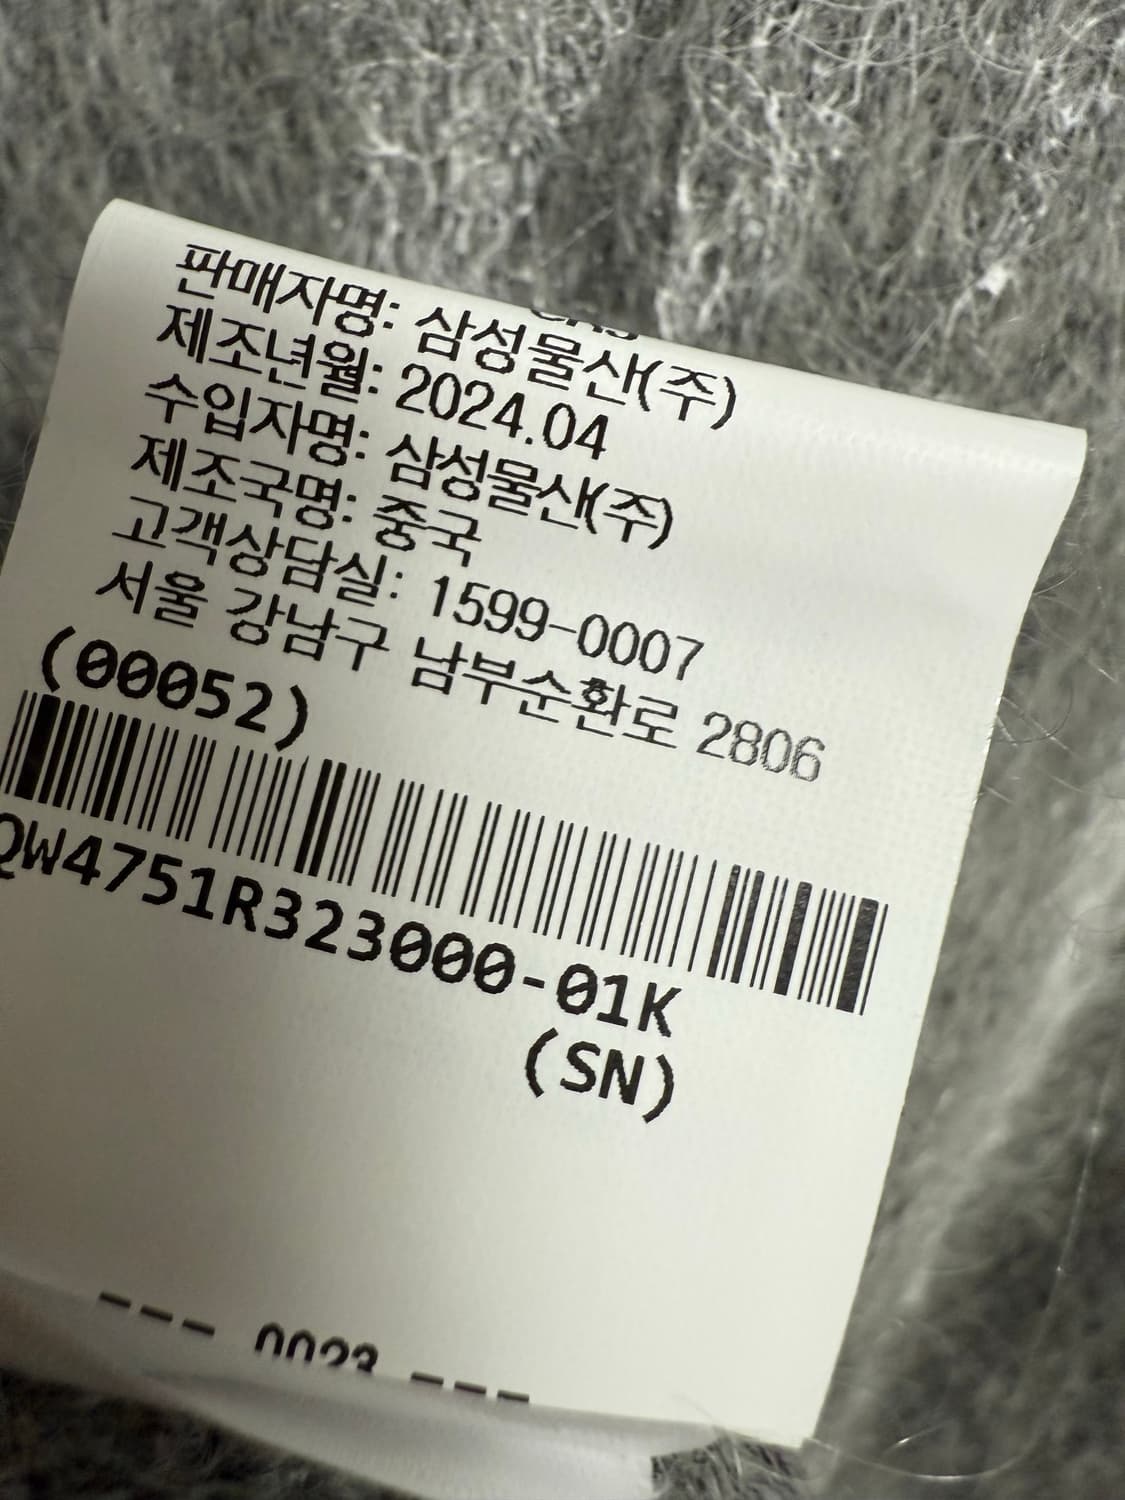 판매자명: 삼성물산(주)
제조년월: 2024.04
수입자명: 삼성물산(주)
제조국명: 중국
고객상담실: 1599-0007
서울 강남구 남부순환로 2806
(00052)
QW4751R323000-01K
(SN)
--- 0023 ---